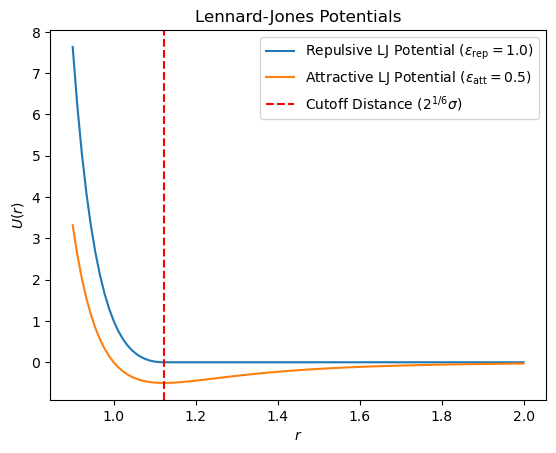 Lennard-Jones Potentials
Repulsive LJ Potential (ε_rep = 1.0)
Attractive LJ Potential (ε_att = 0.5)
Cutoff Distance (2^{1/6}σ)
8
7
6
5
4
3
2
1
0
U(r)
1.0 1.2 1.4 1.6 1.8 2.0
r